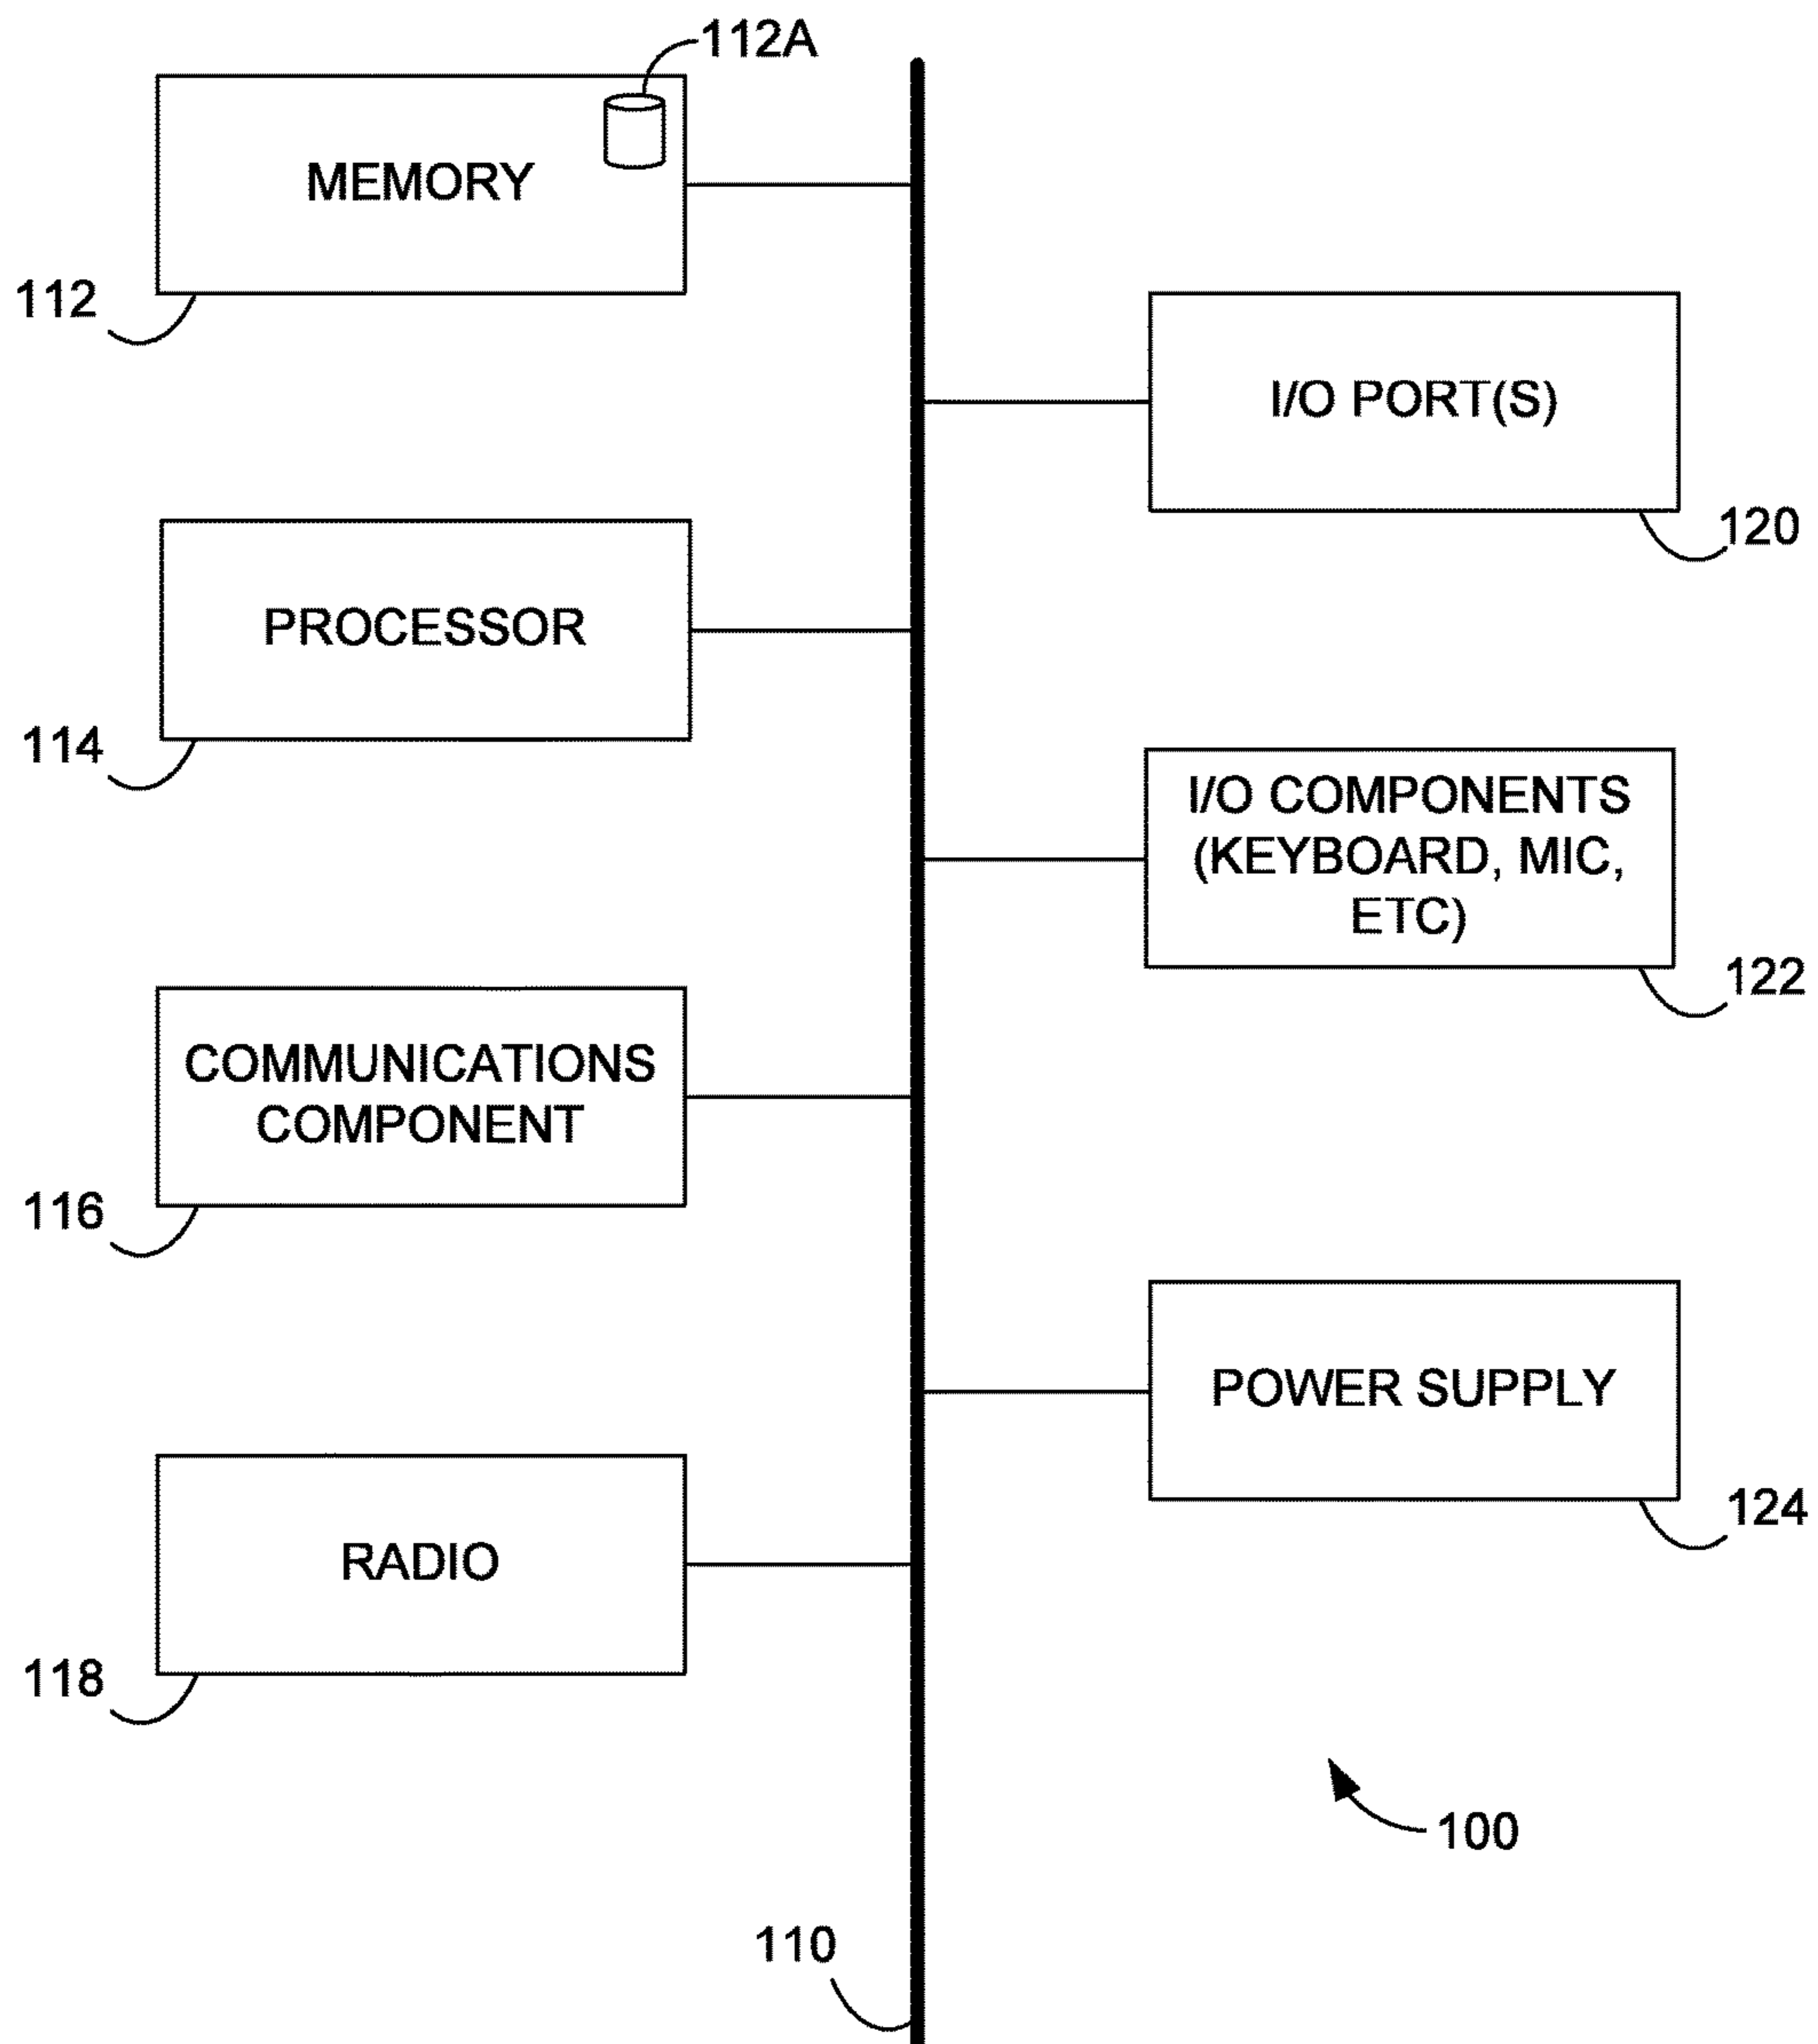 112A
MEMORY
112
I/O PORT(S)
120
PROCESSOR
114
I/O COMPONENTS
(KEYBOARD, MIC,
ETC)
122
COMMUNICATIONS
COMPONENT
116
POWER SUPPLY
124
RADIO
118
100
110